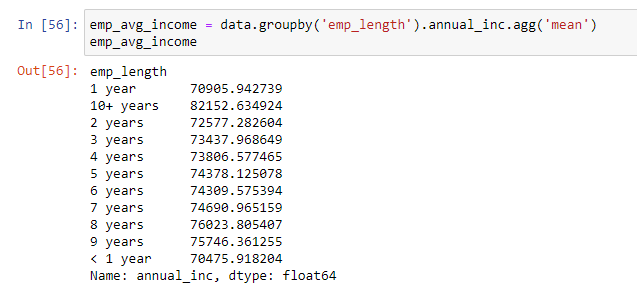 In [56]: emp_avg_income = data.groupby('emp_length').annual_inc.agg('mean')
emp_avg_income
Out[56]: emp_length
1 year 70905.942739
10+ years 82152.634924
2 years 72577.282604
3 years 73437.968649
4 years 73806.577465
5 years 74378.125078
6 years 74309.575394
7 years 74690.965159
8 years 76023.805407
9 years 75746.361255
< 1 year 70475.918204
Name: annual_inc, dtype: float64